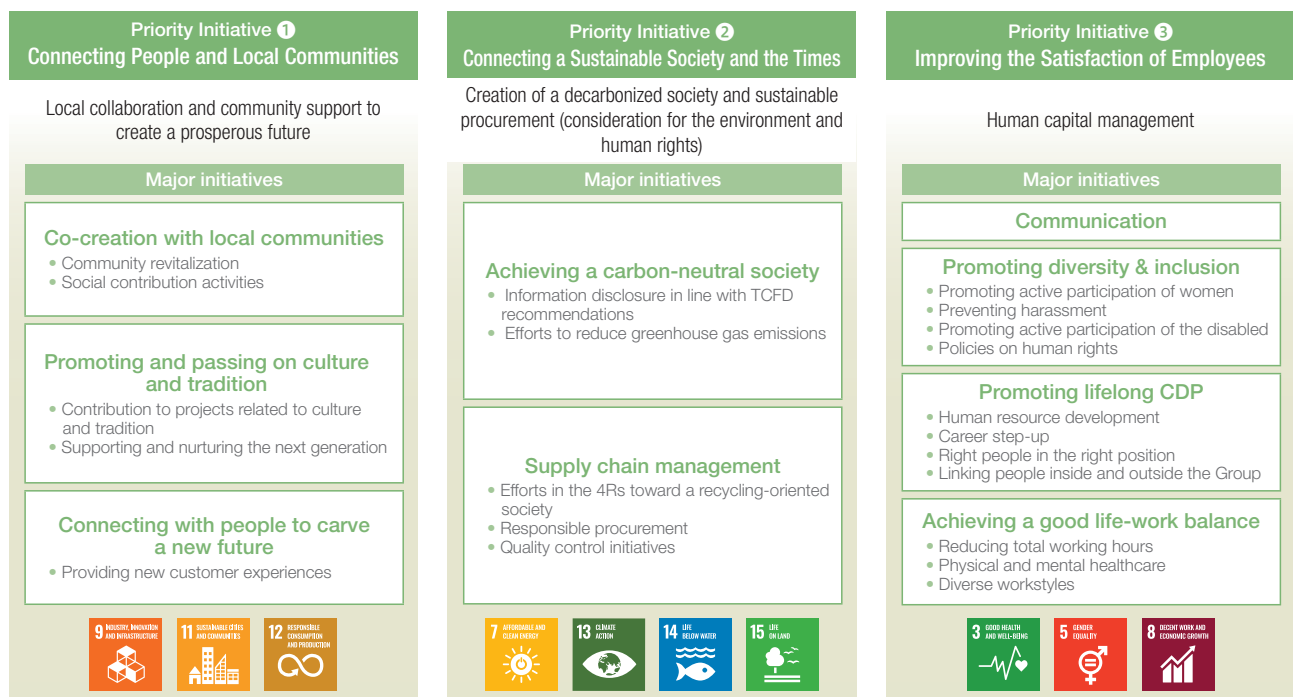 Priority Initiative ❶
Connecting People and Local Communities
Local collaboration and community support to
create a prosperous future
Major initiatives
Co-creation with local communities
• Community revitalization
• Social contribution activities
Promoting and passing on culture
and tradition
• Contribution to projects related to culture
and tradition
• Supporting and nurturing the next generation
Connecting with people to carve
a new future
• Providing new customer experiences
9 INDUSTRY, INNOVATION
AND INFRASTRUCTURE
11 SUSTAINABLE CITIES
AND COMMUNITIES
12 RESPONSIBLE
CONSUMPTION
AND PRODUCTION
Priority Initiative ❷
Connecting a Sustainable Society and the Times
Creation of a decarbonized society and sustainable
procurement (consideration for the environment and
human rights)
Major initiatives
Achieving a carbon-neutral society
• Information disclosure in line with TCFD
recommendations
• Efforts to reduce greenhouse gas emissions
Supply chain management
• Efforts in the 4Rs toward a recycling-oriented
society
• Responsible procurement
• Quality control initiatives
7 AFFORDABLE AND
CLEAN ENERGY
13 CLIMATE
ACTION
14 LIFE
BELOW WATER
15 LIFE
ON LAND
Priority Initiative ❸
Improving the Satisfaction of Employees
Human capital management
Major initiatives
Communication
Promoting diversity & inclusion
• Promoting active participation of women
• Preventing harassment
• Promoting active participation of the disabled
• Policies on human rights
Promoting lifelong CDP
• Human resource development
• Career step-up
• Right people in the right position
• Linking people inside and outside the Group
Achieving a good life-work balance
• Reducing total working hours
• Physical and mental healthcare
• Diverse workstyles
3 GOOD HEALTH
AND WELL-BEING
5 GENDER
EQUALITY
8 DECENT WORK AND
ECONOMIC GROWTH